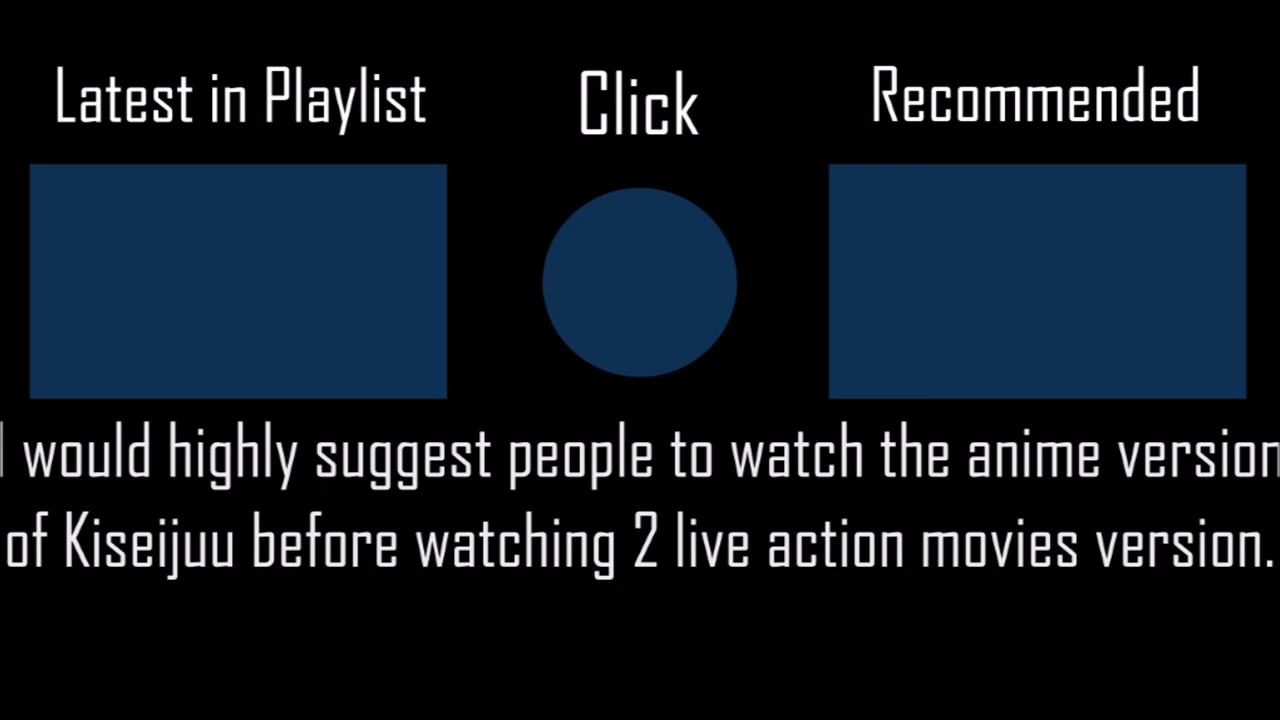 Latest in Playlist
Click
Recommended
I would highly suggest people to watch the anime version
of Kiseijuu before watching 2 live action movies version.